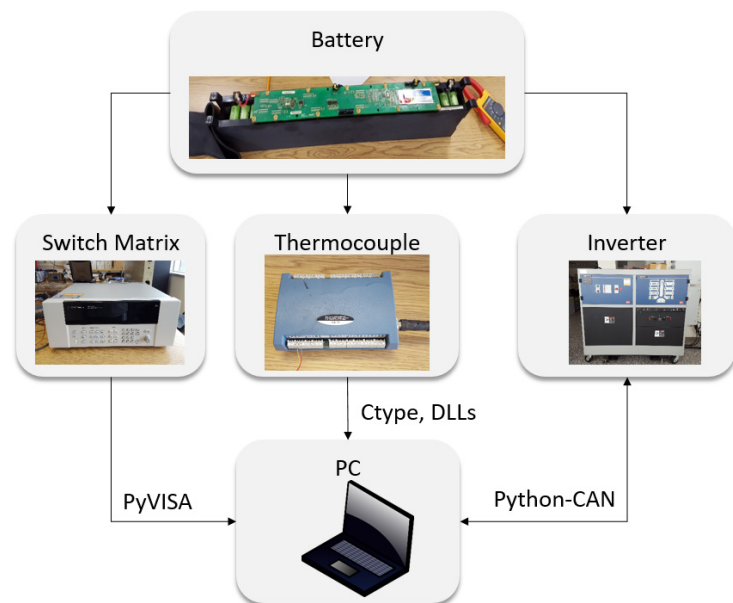 Battery
Switch Matrix
Thermocouple
Inverter
Ctype, DLLs
PC
PyVISA
Python-CAN